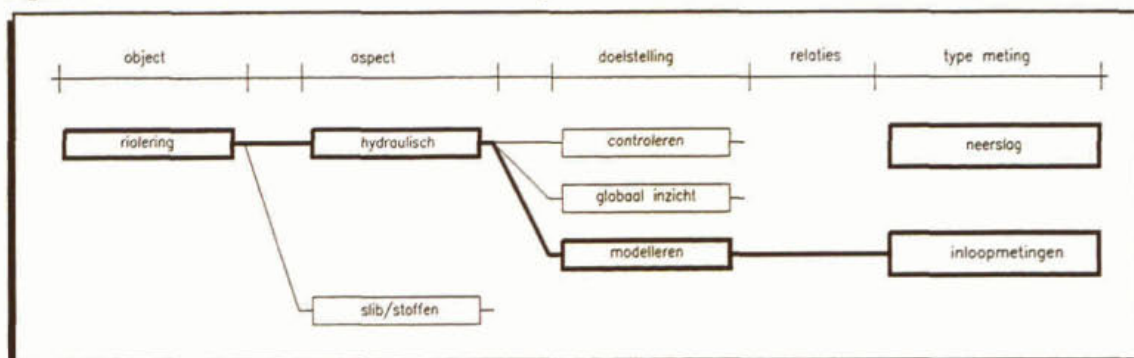 object aspect doelstelling relaties type meting
riolering hydraulisch controleren neerslag
globaal inzicht
modelleren inloopmetingen
slib/stoffen